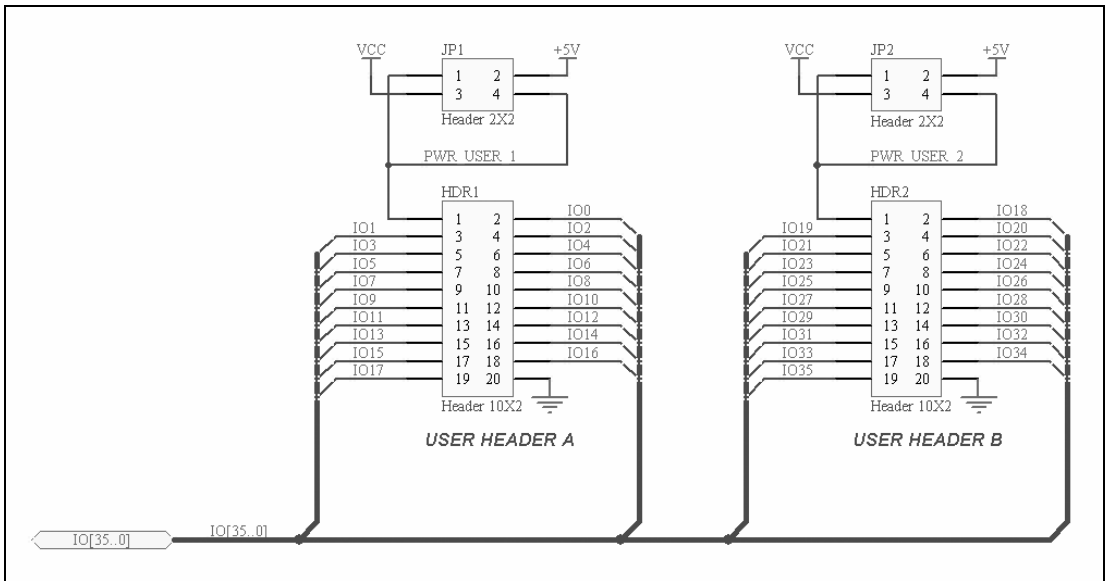 VCC JP1 +5V VCC JP2 +5V
1 2 1 2
3 4 3 4
Header 2X2 Header 2X2
PWR_USER_1 PWR_USER_2
HDR1 HDR2
1 2 IO0 1 2 IO18
IO1 3 4 IO2 IO19 3 4 IO20
IO3 5 6 IO4 IO21 5 6 IO22
IO5 7 8 IO6 IO23 7 8 IO24
IO7 9 10 IO8 IO25 9 10 IO26
IO9 11 12 IO10 IO27 11 12 IO28
IO11 13 14 IO12 IO29 13 14 IO30
IO13 15 16 IO14 IO31 15 16 IO32
IO15 17 18 IO16 IO33 17 18 IO34
IO17 19 20 IO35 19 20
Header 10X2 Header 10X2
USER HEADER A USER HEADER B
IO[35..0] IO[35..0]